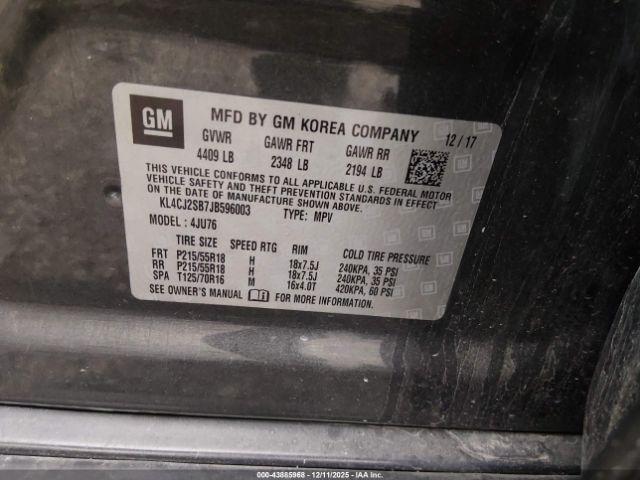 GM
MFD BY GM KOREA COMPANY
12 / 17
GVWR GAWR FRT GAWR RR
4409 LB 2348 LB 2194 LB
THIS VEHICLE CONFORMS TO ALL APPLICABLE U.S. FEDERAL MOTOR
VEHICLE SAFETY AND THEFT PREVENTION STANDARDS IN EFFECT
ON THE DATE OF MANUFACTURE SHOWN ABOVE.
KL4CJ2SB7JB596003 TYPE: MPV
MODEL : 4JU76
TIRE SIZE SPEED RTG RIM COLD TIRE PRESSURE
FRT P215/55R18 H 18x7.5J 240KPA, 35 PSI
RR P215/55R18 H 18x7.5J 240KPA, 35 PSI
SPA T125/70R16 M 16x4.0T 420KPA, 60 PSI
SEE OWNER'S MANUAL FOR MORE INFORMATION.
000-43885968 - 12/11/2025 - IAA Inc.